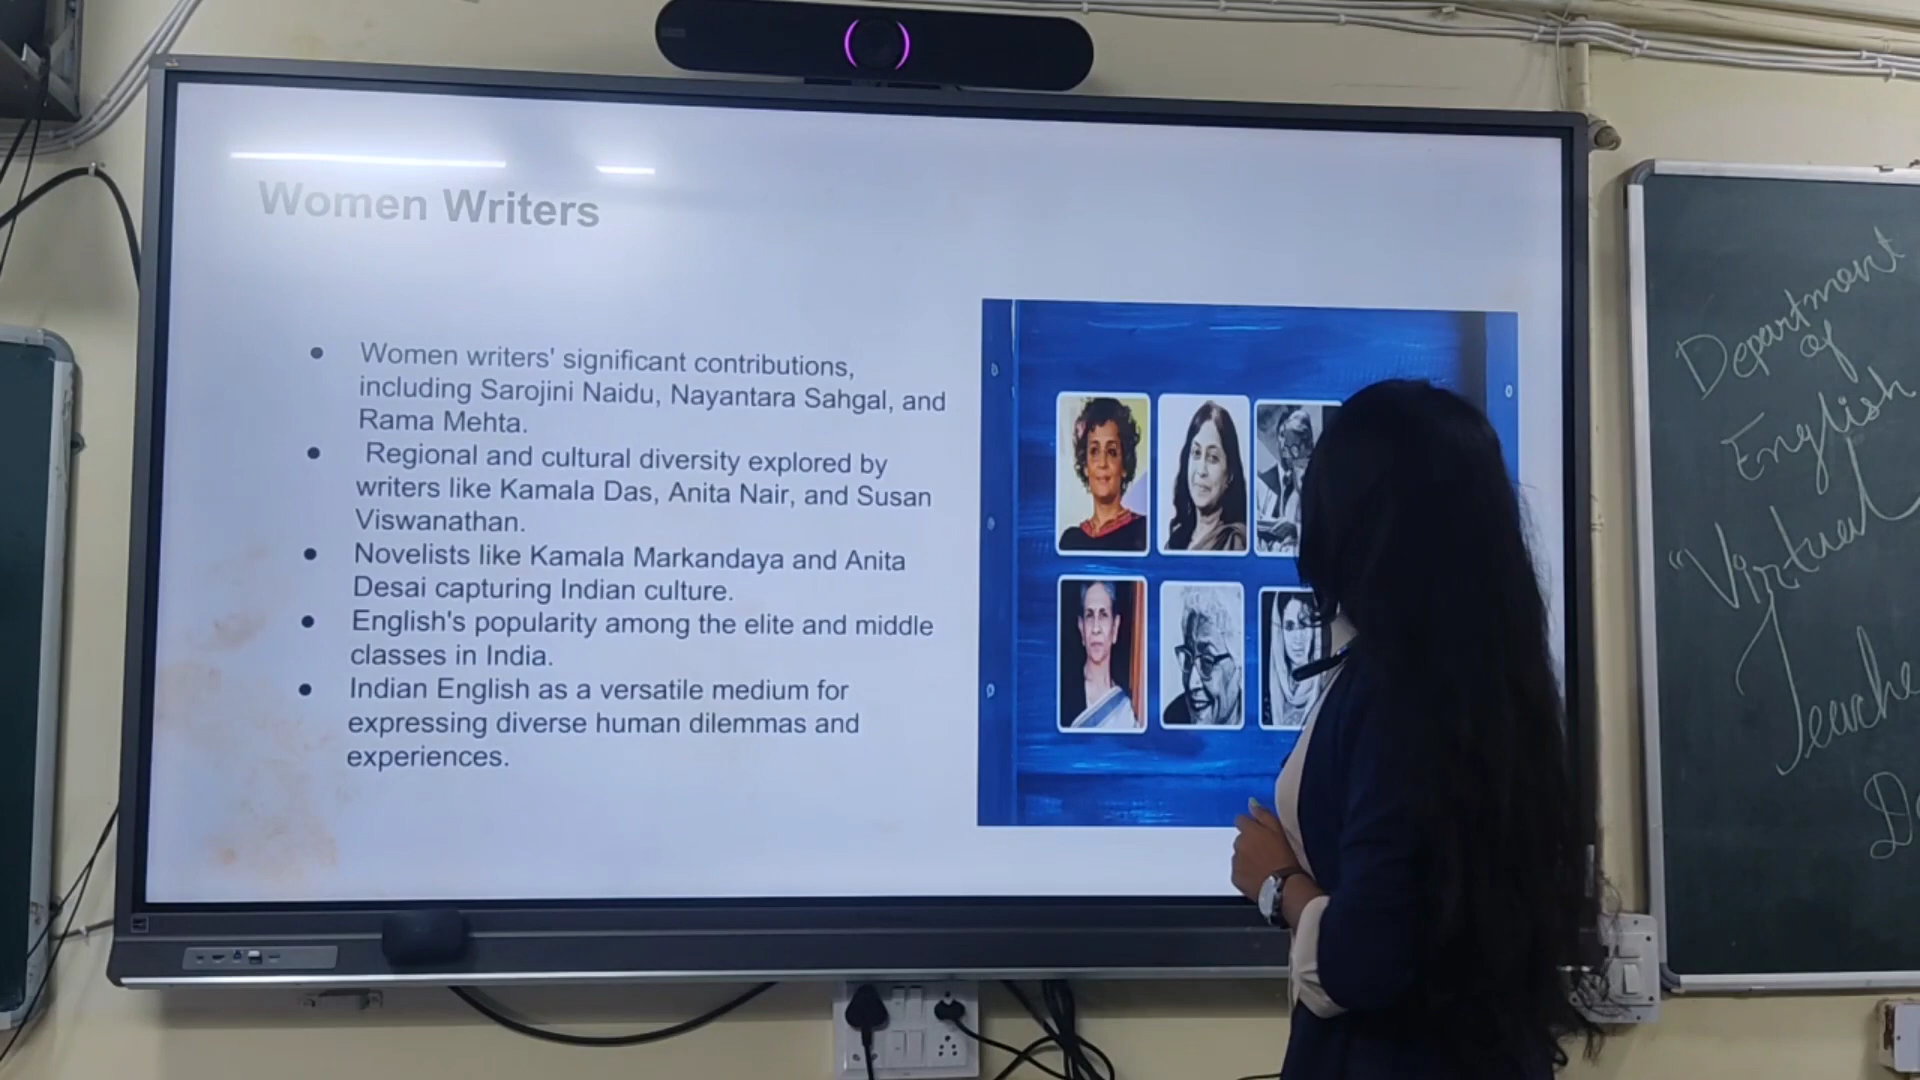 Women Writers
• Women writers' significant contributions,
including Sarojini Naidu, Nayantara Sahgal, and
Rama Mehta.
• Regional and cultural diversity explored by
writers like Kamala Das, Anita Nair, and Susan
Viswanathan.
• Novelists like Kamala Markandaya and Anita
Desai capturing Indian culture.
• English's popularity among the elite and middle
classes in India.
• Indian English as a versatile medium for
expressing diverse human dilemmas and
experiences.
Department
of
English
"Virtual
Teache
Da